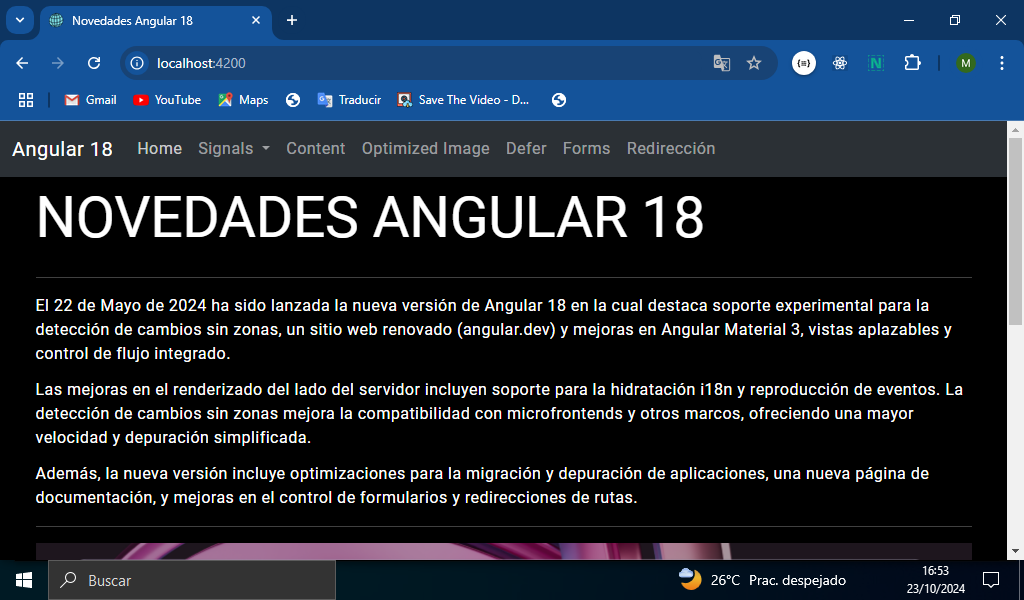 Novedades Angular 18
localhost:4200
M
Gmail
YouTube
Maps
Traducir
Save The Video - D...
Angular 18
Home
Signals
Content
Optimized Image
Defer
Forms
Redirección
NOVEDADES ANGULAR 18
El 22 de Mayo de 2024 ha sido lanzada la nueva versión de Angular 18 en la cual destaca soporte experimental para la
detección de cambios sin zonas, un sitio web renovado (angular.dev) y mejoras en Angular Material 3, vistas aplazables y
control de flujo integrado.
Las mejoras en el renderizado del lado del servidor incluyen soporte para la hidratación i18n y reproducción de eventos. La
detección de cambios sin zonas mejora la compatibilidad con microfrontends y otros marcos, ofreciendo una mayor
velocidad y depuración simplificada.
Además, la nueva versión incluye optimizaciones para la migración y depuración de aplicaciones, una nueva página de
documentación, y mejoras en el control de formularios y redirecciones de rutas.
Buscar
26°C Prac. despejado
16:53
23/10/2024